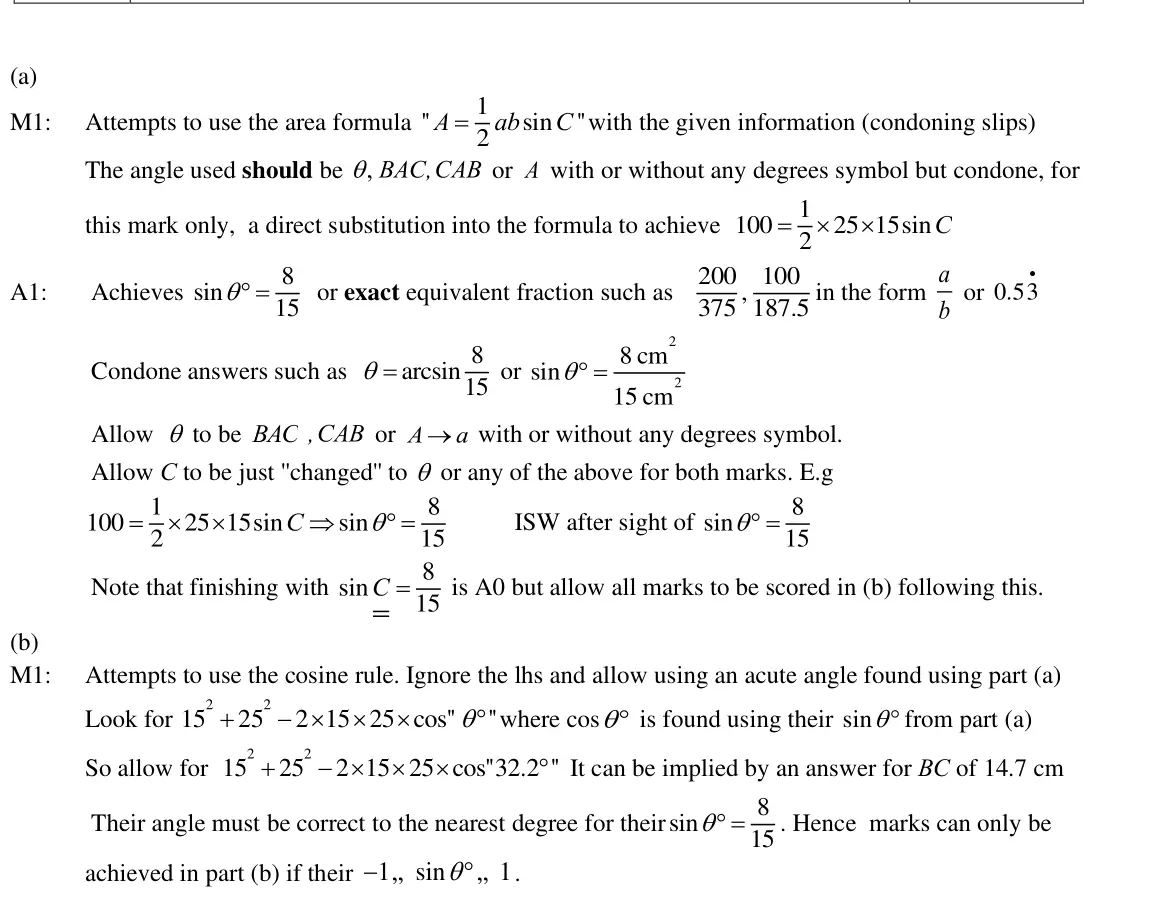 (a)
M1: Attempts to use the area formula "A = 1/2 ab sin C" with the given information (condoning slips)
The angle used should be θ, BAC, CAB or A with or without any degrees symbol but condone, for
this mark only, a direct substitution into the formula to achieve 100 = 1/2 × 25 × 15 sin C
A1: Achieves sin θ° = 8/15 or exact equivalent fraction such as 200/375, 100/187.5 in the form a/b or 0.53̇
Condone answers such as θ = arcsin 8/15 or sin θ° = 8 cm²/15 cm²
Allow θ to be BAC , CAB or A → a with or without any degrees symbol.
Allow C to be just "changed" to θ or any of the above for both marks. E.g
100 = 1/2 × 25 × 15 sin C ⇒ sin θ° = 8/15 ISW after sight of sin θ° = 8/15
Note that finishing with sin C = 8/15 is A0 but allow all marks to be scored in (b) following this.
(b)
M1: Attempts to use the cosine rule. Ignore the lhs and allow using an acute angle found using part (a)
Look for 15² + 25² − 2 × 15 × 25 × cos" θ°" where cos θ° is found using their sin θ° from part (a)
So allow for 15² + 25² − 2 × 15 × 25 × cos"32.2°" It can be implied by an answer for BC of 14.7 cm
Their angle must be correct to the nearest degree for their sin θ° = 8/15. Hence marks can only be
achieved in part (b) if their −1,, sin θ° ,, 1.